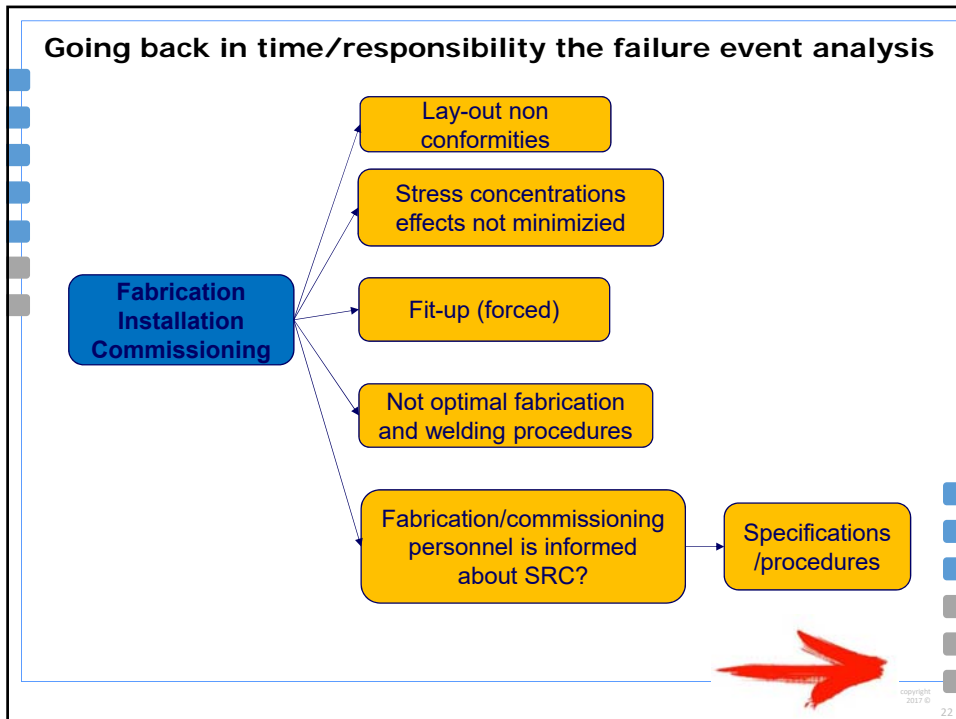 Going back in time/responsibility the failure event analysis
Lay-out non
conformities
Stress concentrations
effects not minimizied
Fabrication
Installation
Commissioning
Fit-up (forced)
Not optimal fabrication
and welding procedures
Fabrication/commissioning
personnel is informed
about SRC?
Specifications
/procedures
copyright
2017 ©
22